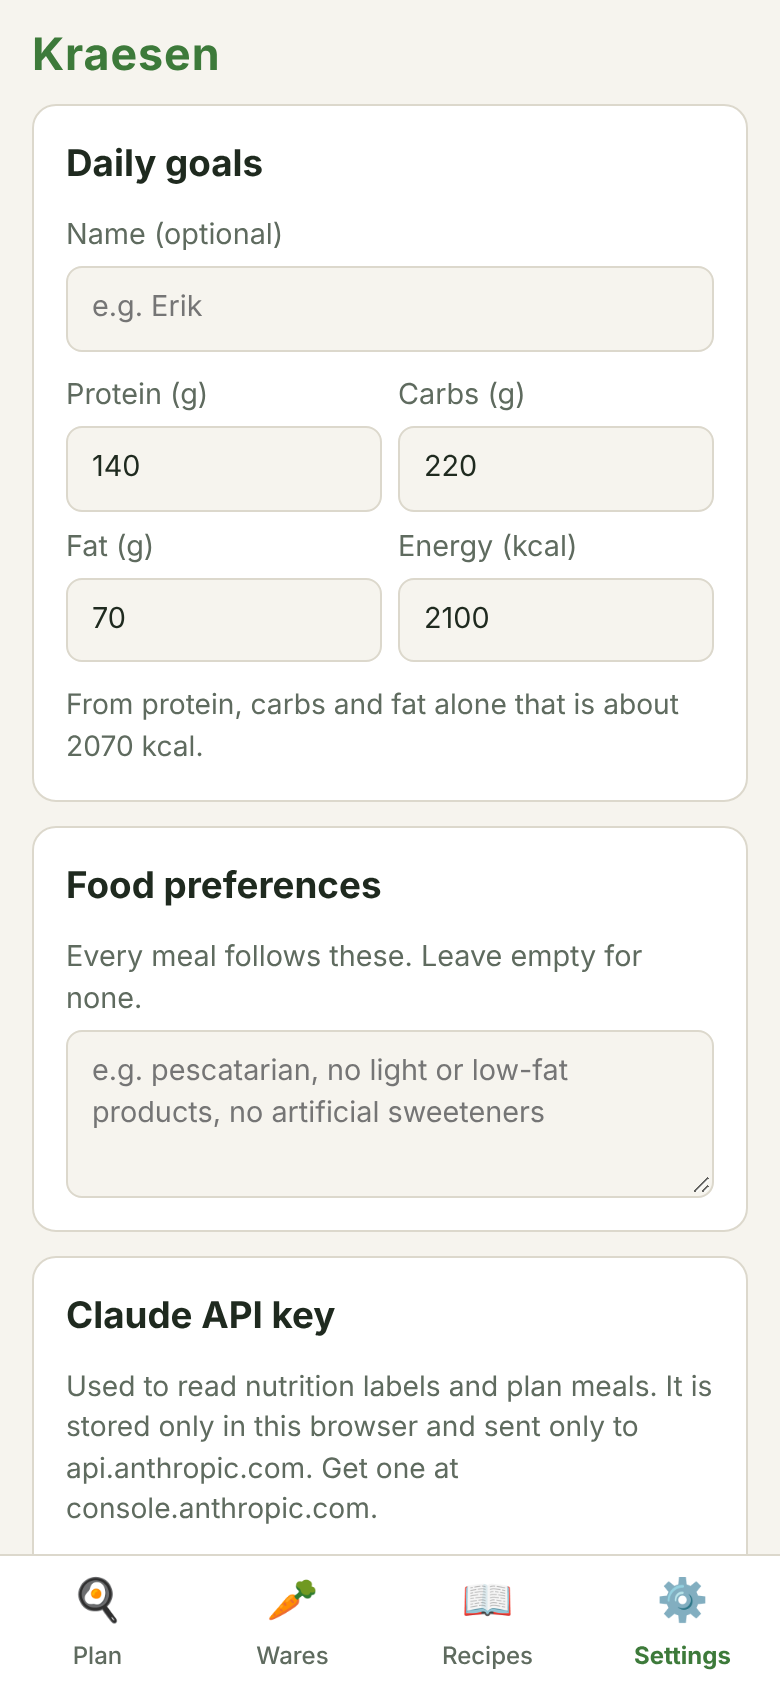 Kraesen
Daily goals
Name (optional)
e.g. Erik
Protein (g)
Carbs (g)
140
220
Fat (g)
Energy (kcal)
70
2100
From protein, carbs and fat alone that is about
2070 kcal.
Food preferences
Every meal follows these. Leave empty for
none.
e.g. pescatarian, no light or low-fat
products, no artificial sweeteners
Claude API key
Used to read nutrition labels and plan meals. It is
stored only in this browser and sent only to
api.anthropic.com. Get one at
console.anthropic.com.
Plan
Wares
Recipes
Settings